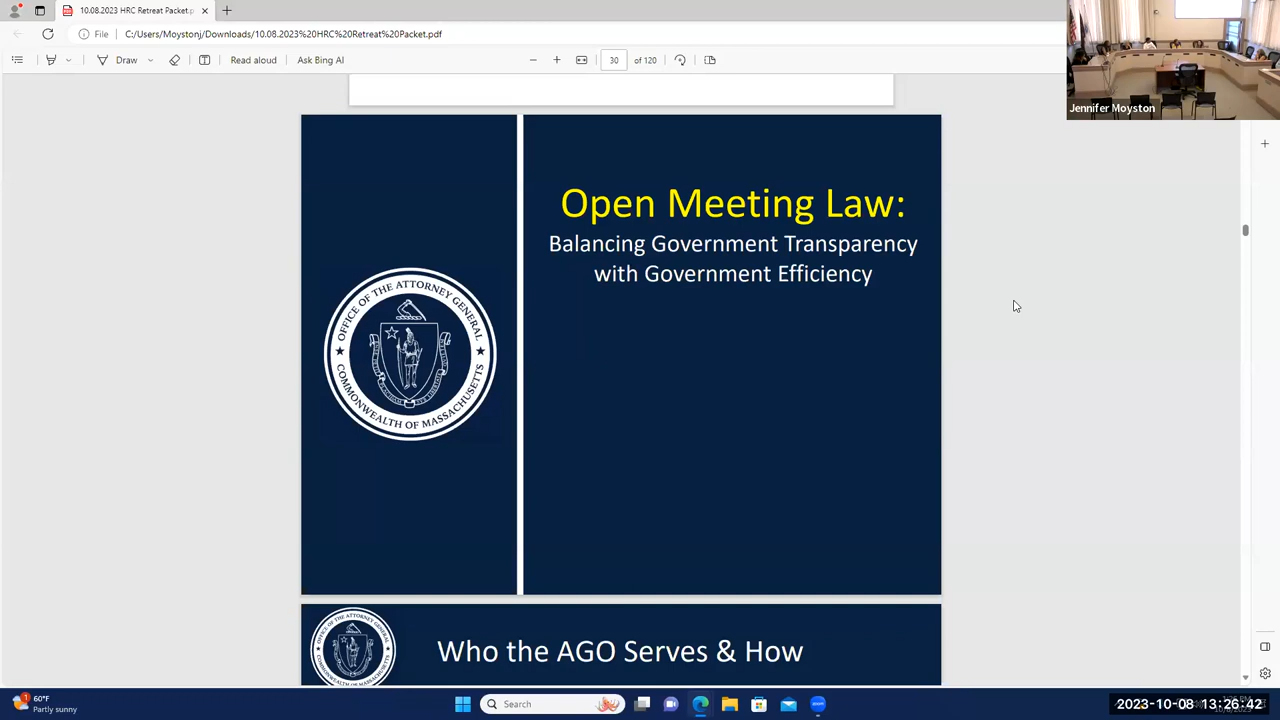 10.08.2023 HRC Retreat Packet.p
File
C:/Users/Moystonj/Downloads/10.08.2023%20HRC%20Retreat%20Packet.pdf
Draw
Read aloud
Ask Bing AI
30
of 120
Jennifer Moyston
Open Meeting Law:
Balancing Government Transparency
with Government Efficiency
OFFICE OF THE ATTORNEY GENERAL
COMMONWEALTH OF MASSACHUSETTS
Who the AGO Serves & How
1
60°F
Partly sunny
Search
2023-10-08 13:26:42